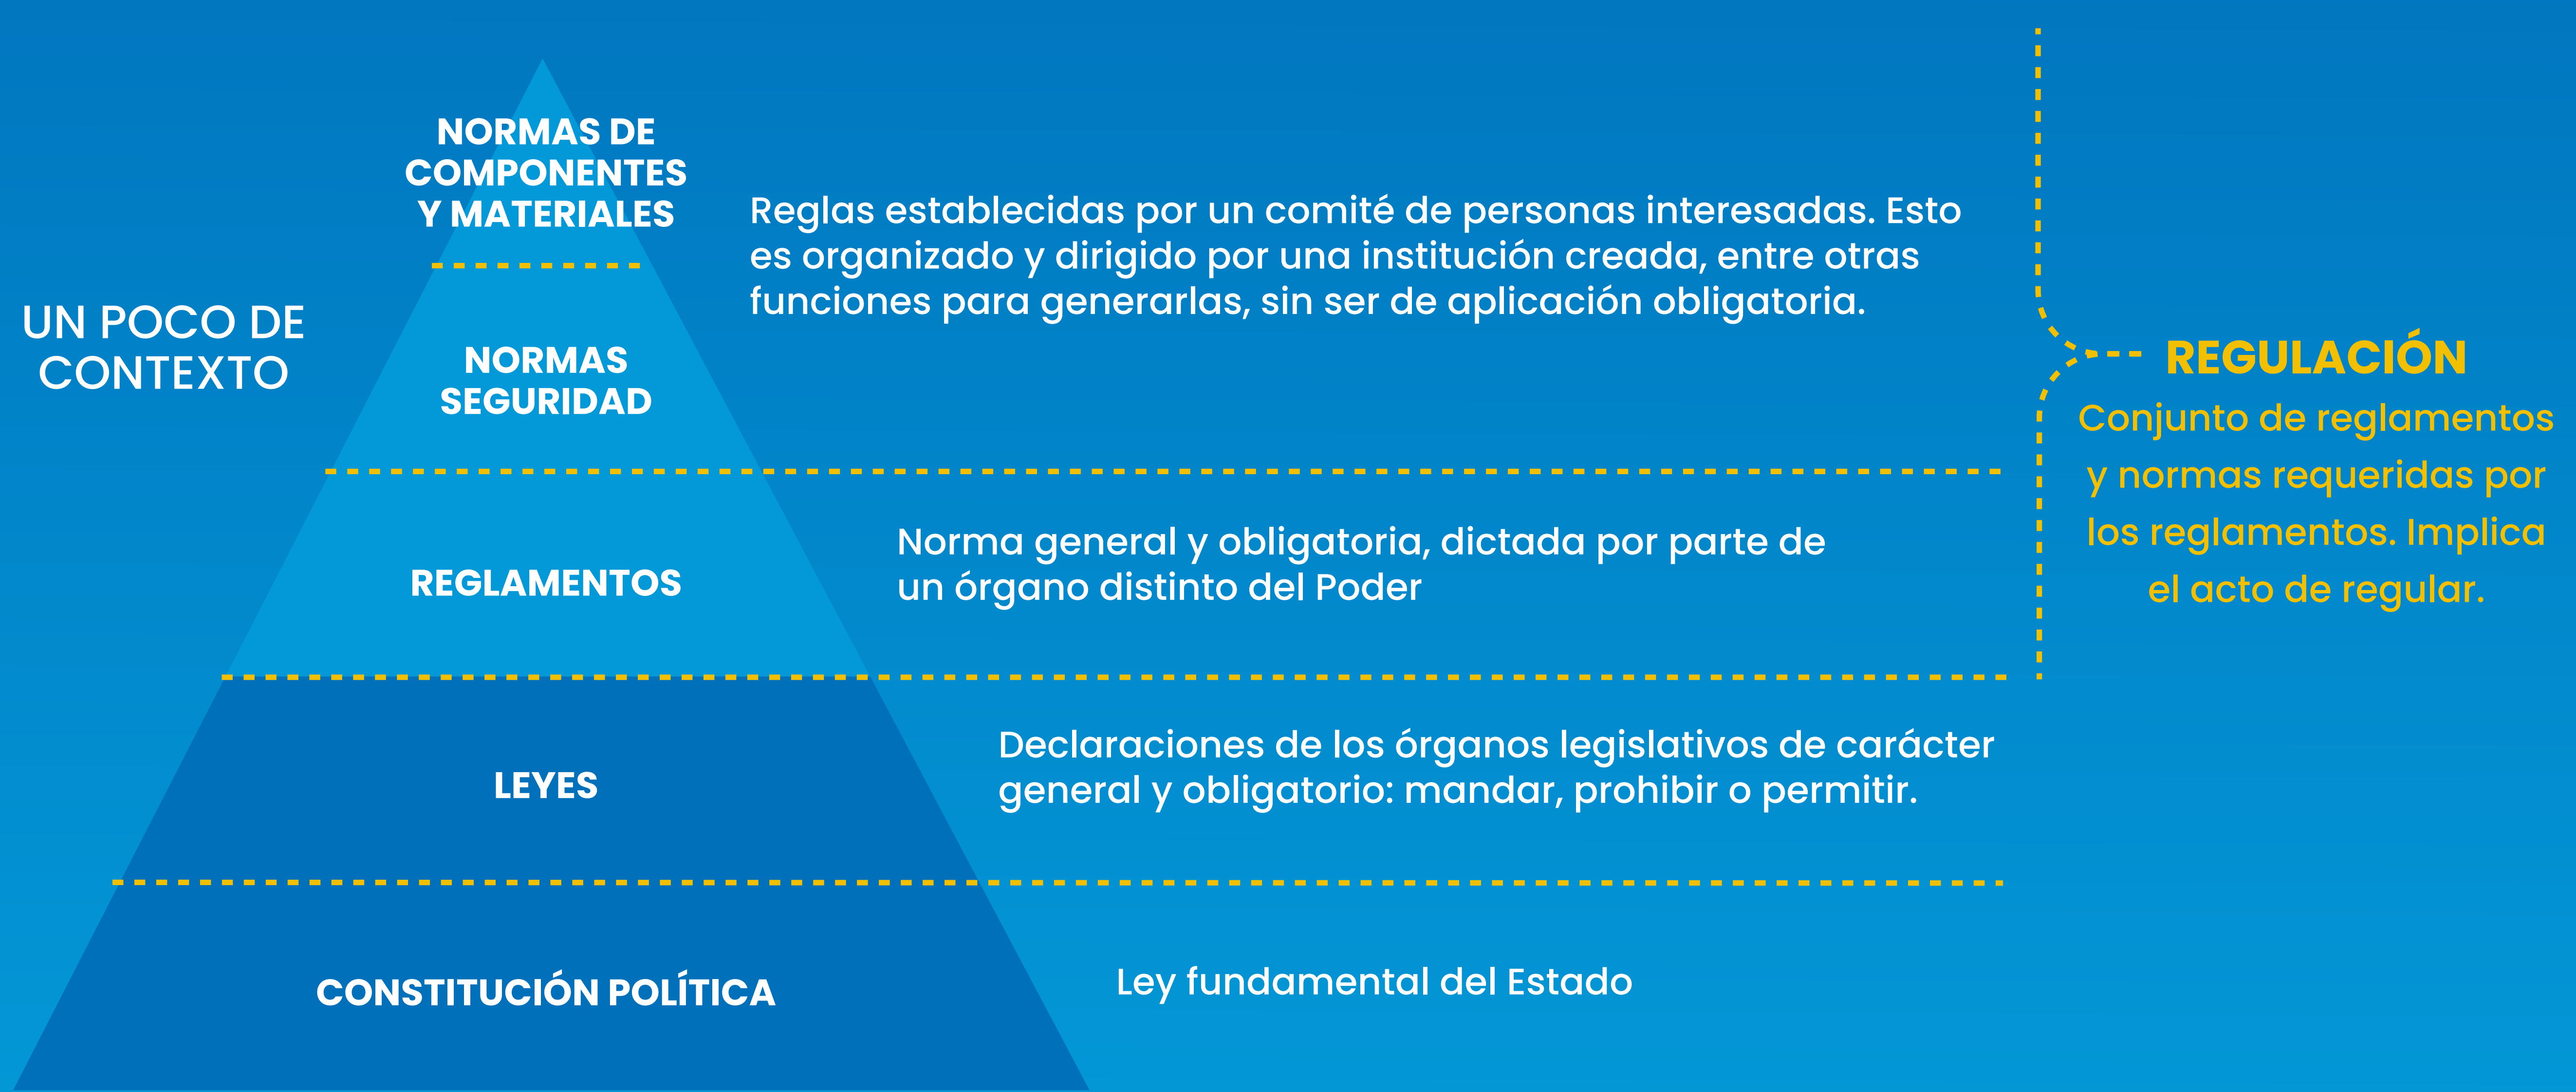 UN POCO DE
CONTEXTO
NORMAS DE
COMPONENTES
Y MATERIALES
NORMAS
SEGURIDAD
Reglas establecidas por un comité de personas interesadas. Esto
es organizado y dirigido por una institución creada, entre otras
funciones para generarlas, sin ser de aplicación obligatoria.
REGLAMENTOS
Norma general y obligatoria, dictada por parte de
un órgano distinto del Poder
LEYES
Declaraciones de los órganos legislativos de carácter
general y obligatorio: mandar, prohibir o permitir.
CONSTITUCIÓN POLÍTICA
Ley fundamental del Estado
REGULACIÓN
Conjunto de reglamentos
y normas requeridas por
los reglamentos. Implica
el acto de regular.